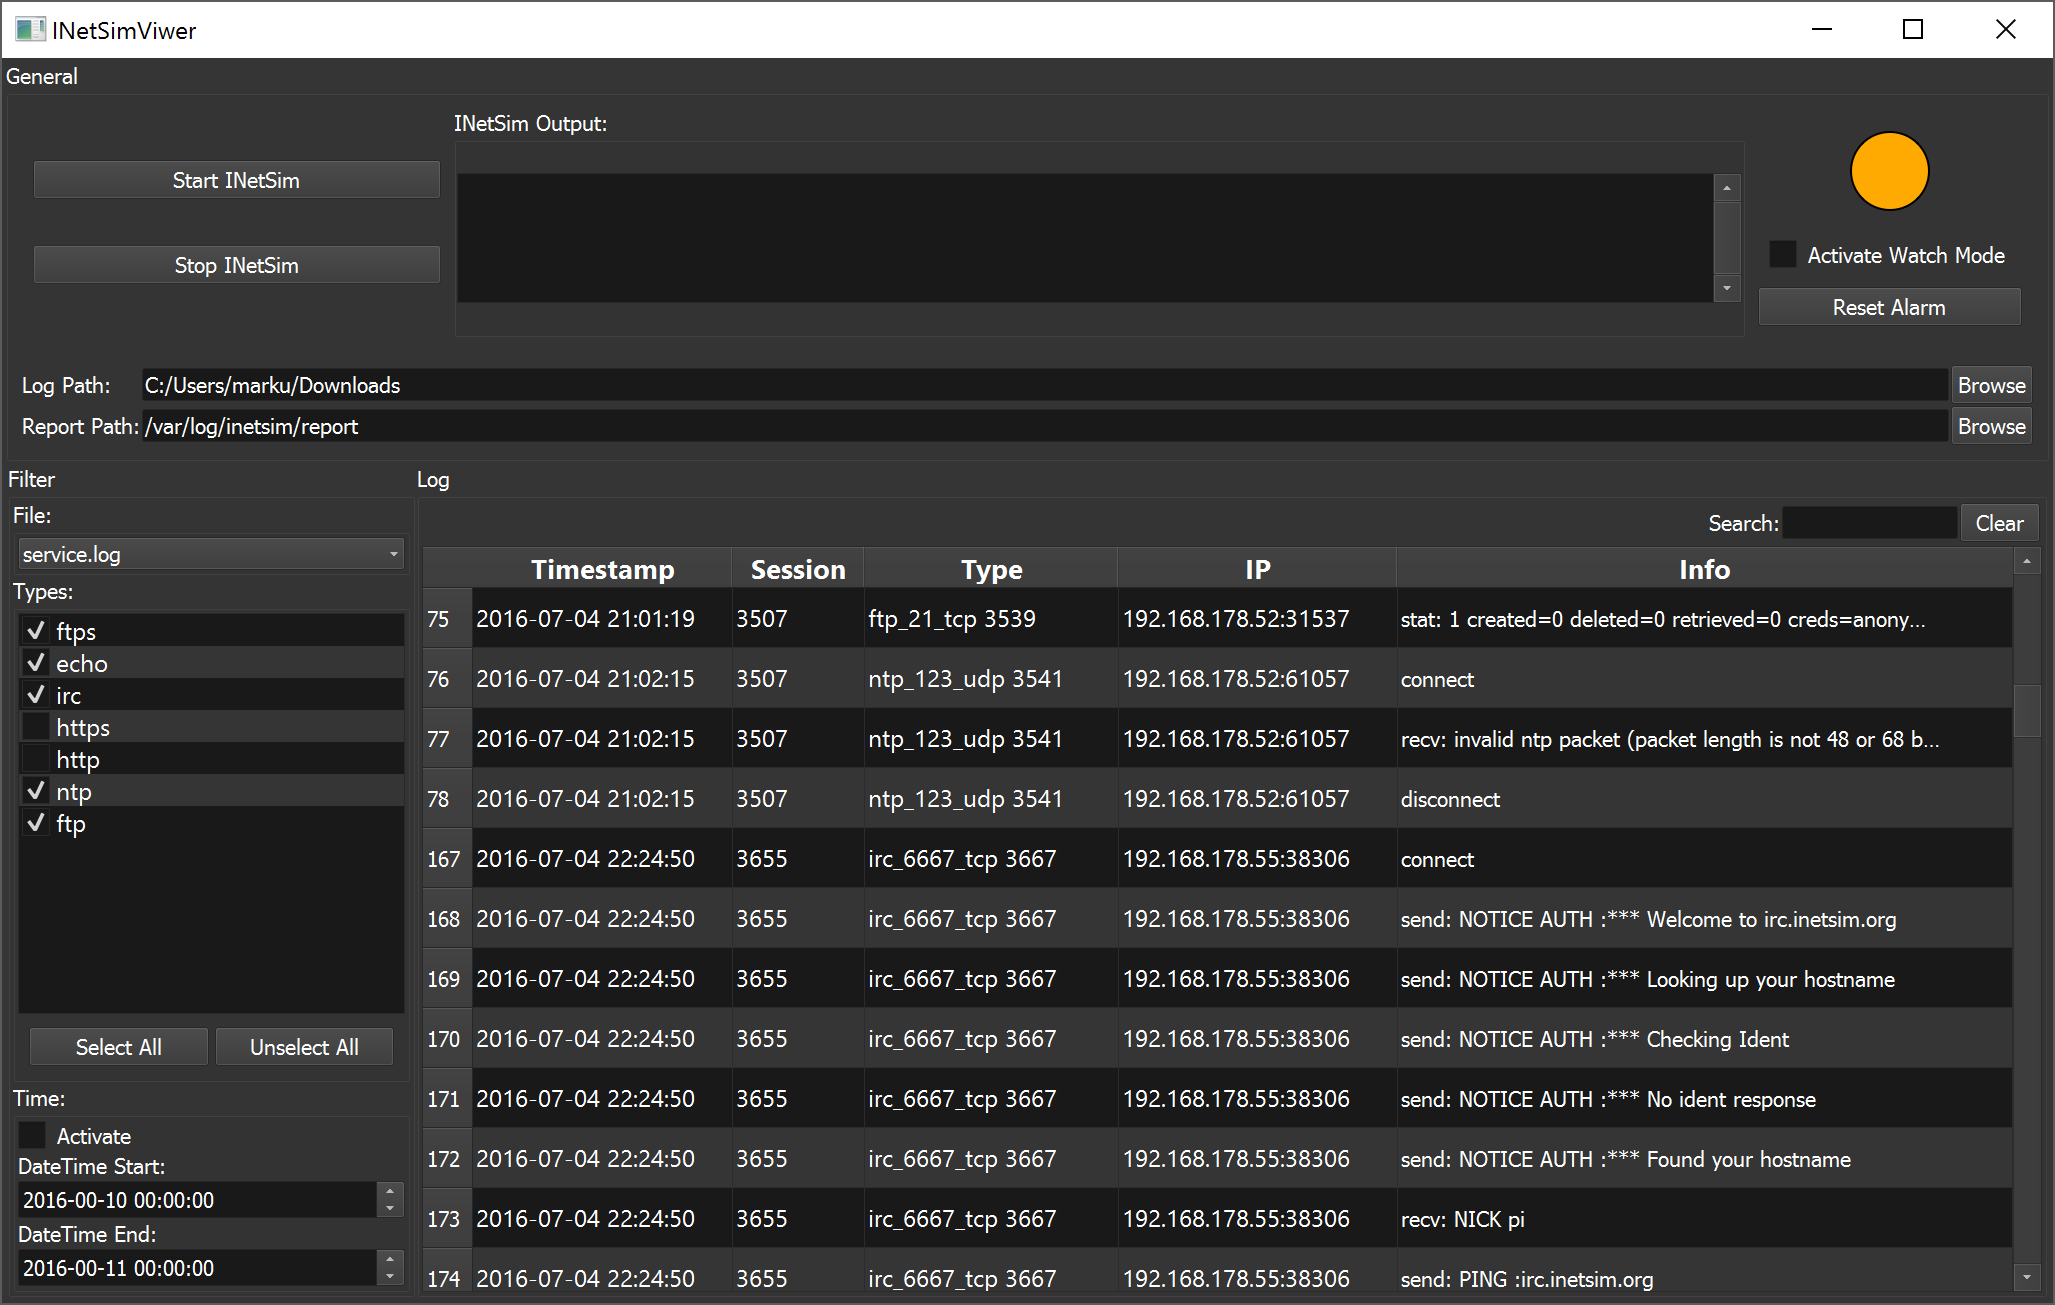 INetSimViwer
General
INetSim Output:
Start INetSim
Stop INetSim
Activate Watch Mode
Reset Alarm
Log Path: C:/Users/marku/Downloads Browse
Report Path: /var/log/inetsim/report Browse
Filter
File:
service.log
Types:
ftps
echo
irc
https
http
ntp
ftp
Select All Unselect All
Time:
Activate
DateTime Start:
2016-00-10 00:00:00
DateTime End:
2016-00-11 00:00:00
Log
Search: Clear
Timestamp Session Type IP Info
75 2016-07-04 21:01:19 3507 ftp_21_tcp 3539 192.168.178.52:31537 stat: 1 created=0 deleted=0 retrieved=0 creds=anony...
76 2016-07-04 21:02:15 3507 ntp_123_udp 3541 192.168.178.52:61057 connect
77 2016-07-04 21:02:15 3507 ntp_123_udp 3541 192.168.178.52:61057 recv: invalid ntp packet (packet length is not 48 or 68 b...
78 2016-07-04 21:02:15 3507 ntp_123_udp 3541 192.168.178.52:61057 disconnect
167 2016-07-04 22:24:50 3655 irc_6667_tcp 3667 192.168.178.55:38306 connect
168 2016-07-04 22:24:50 3655 irc_6667_tcp 3667 192.168.178.55:38306 send: NOTICE AUTH :*** Welcome to irc.inetsim.org
169 2016-07-04 22:24:50 3655 irc_6667_tcp 3667 192.168.178.55:38306 send: NOTICE AUTH :*** Looking up your hostname
170 2016-07-04 22:24:50 3655 irc_6667_tcp 3667 192.168.178.55:38306 send: NOTICE AUTH :*** Checking Ident
171 2016-07-04 22:24:50 3655 irc_6667_tcp 3667 192.168.178.55:38306 send: NOTICE AUTH :*** No ident response
172 2016-07-04 22:24:50 3655 irc_6667_tcp 3667 192.168.178.55:38306 send: NOTICE AUTH :*** Found your hostname
173 2016-07-04 22:24:50 3655 irc_6667_tcp 3667 192.168.178.55:38306 recv: NICK pi
174 2016-07-04 22:24:50 3655 irc_6667_tcp 3667 192.168.178.55:38306 send: PING :irc.inetsim.org